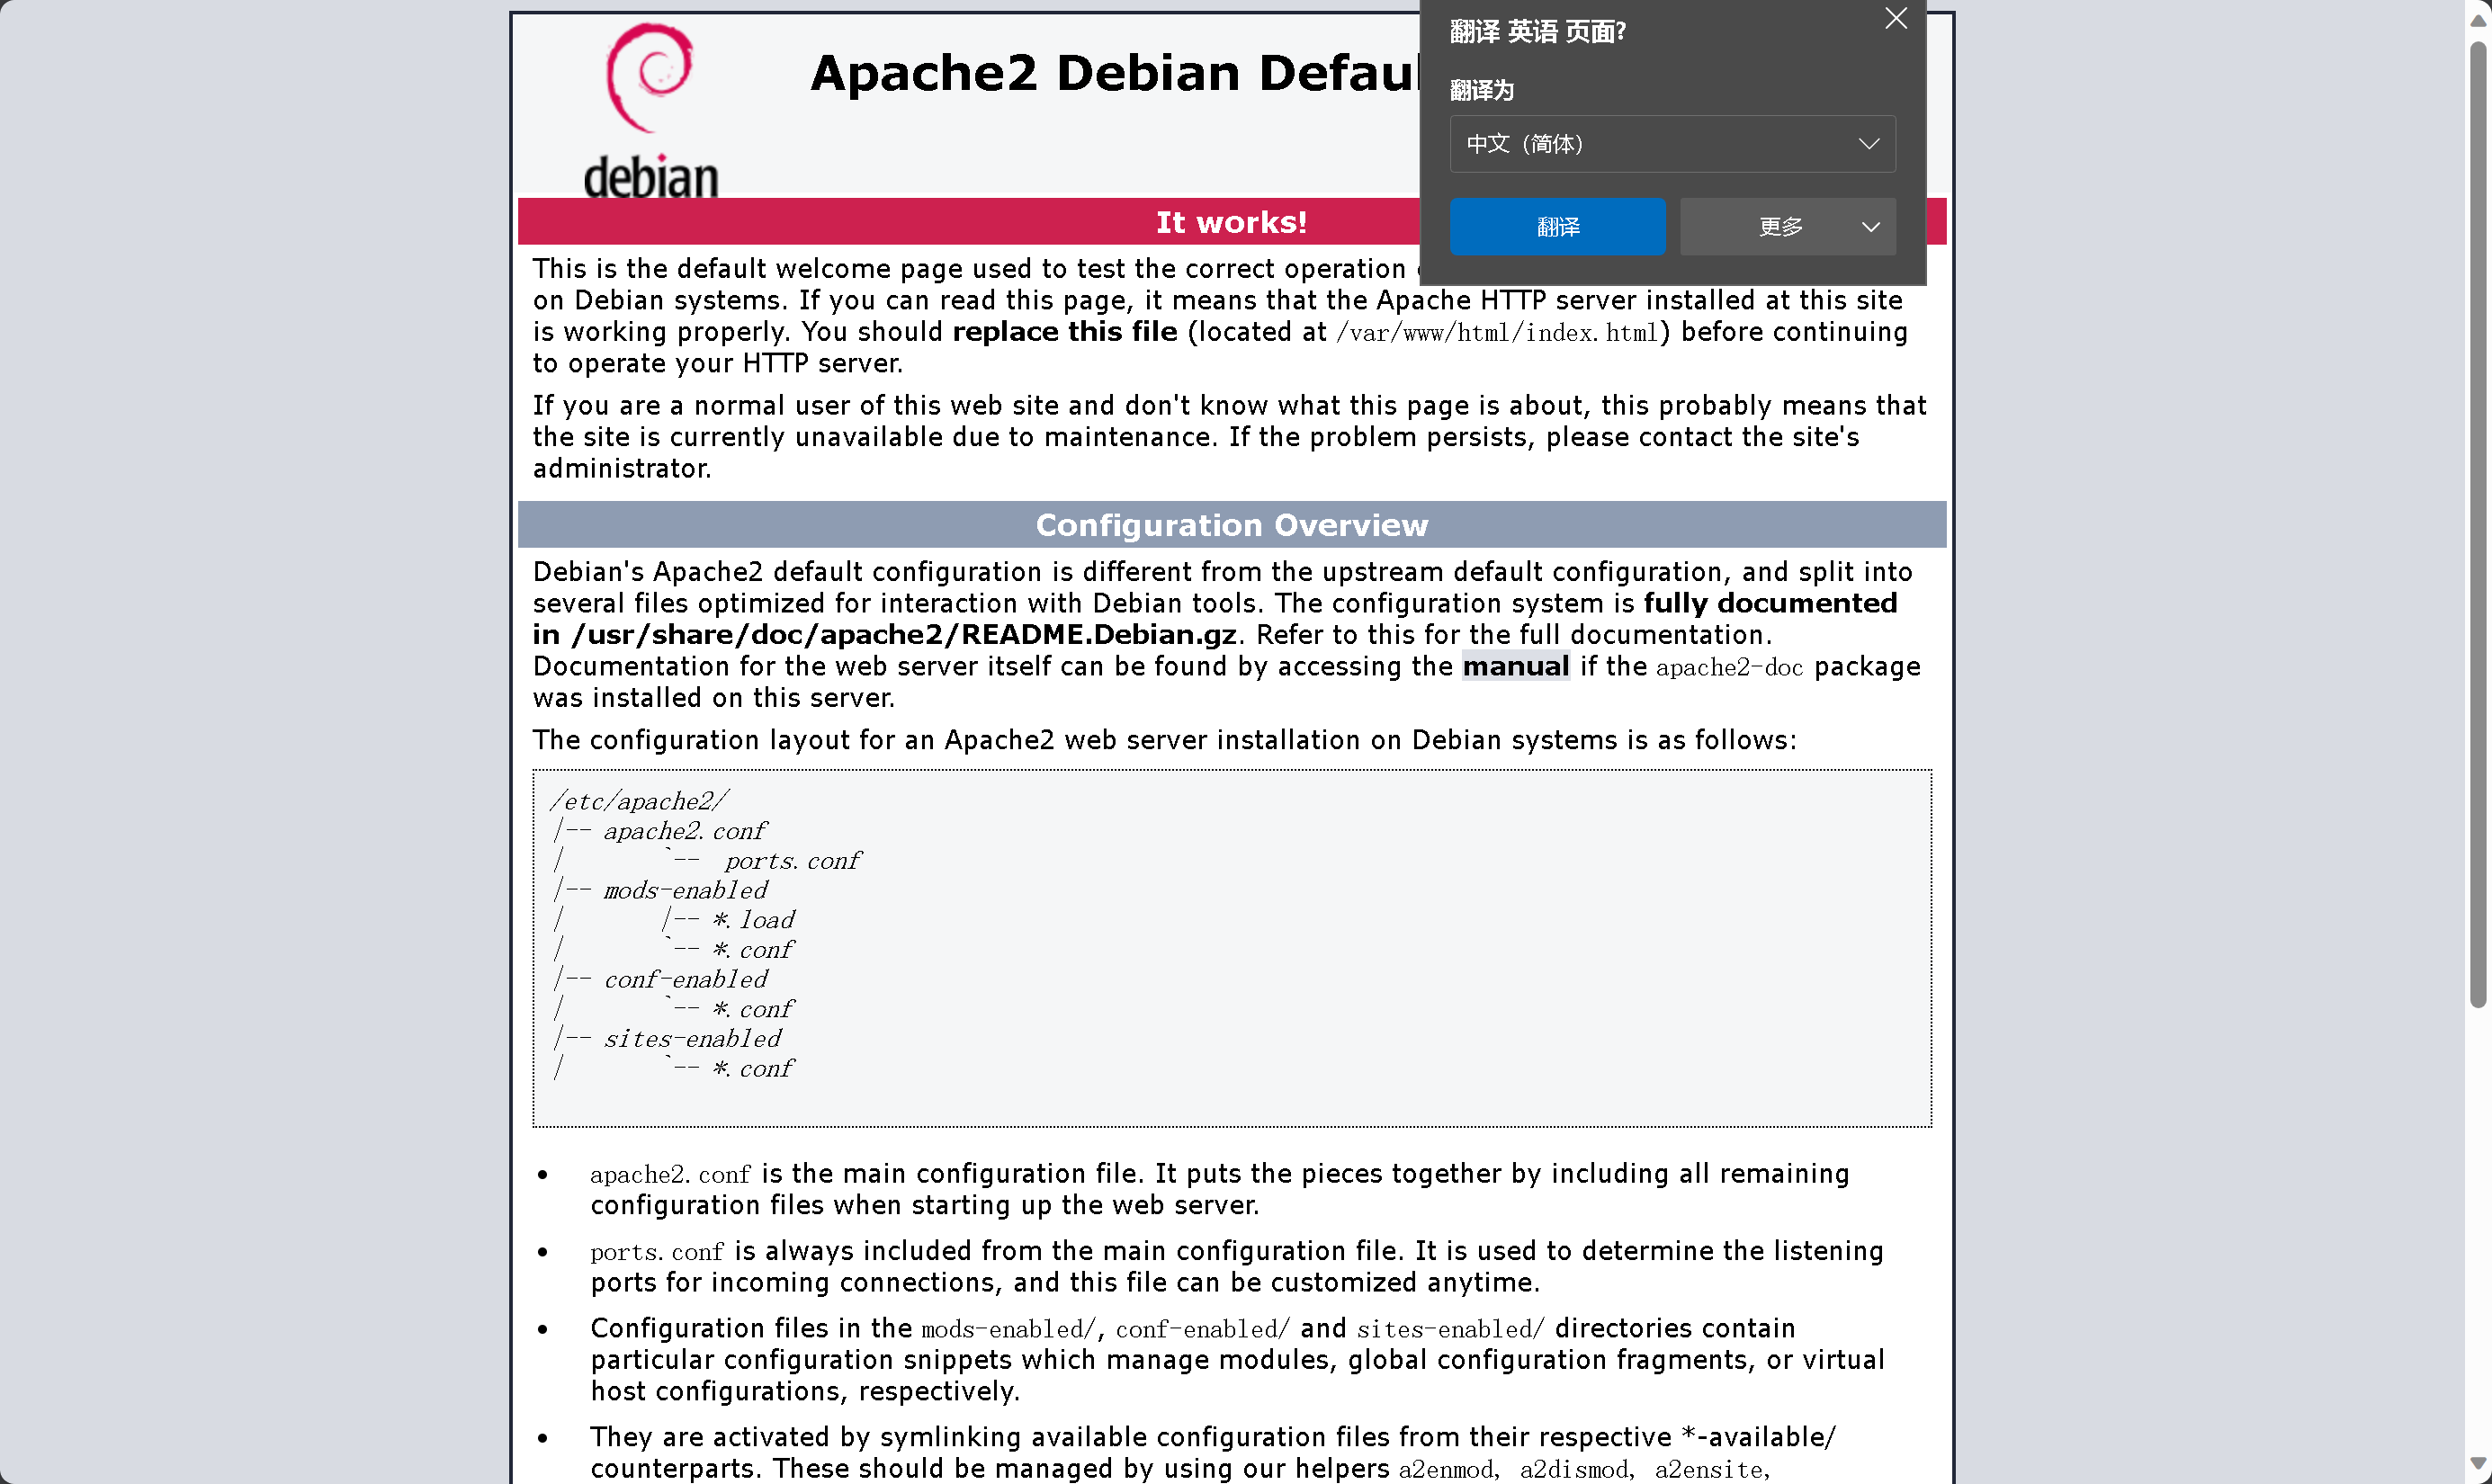 debian
Apache2 Debian Defau
翻译 英语 页面?
翻译为
中文 (简体)
翻译
更多
It works!
This is the default welcome page used to test the correct operation
on Debian systems. If you can read this page, it means that the Apache HTTP server installed at this site
is working properly. You should replace this file (located at /var/www/html/index.html) before continuing
to operate your HTTP server.
If you are a normal user of this web site and don't know what this page is about, this probably means that
the site is currently unavailable due to maintenance. If the problem persists, please contact the site's
administrator.
Configuration Overview
Debian's Apache2 default configuration is different from the upstream default configuration, and split into
several files optimized for interaction with Debian tools. The configuration system is fully documented
in /usr/share/doc/apache2/README.Debian.gz. Refer to this for the full documentation.
Documentation for the web server itself can be found by accessing the manual if the apache2-doc package
was installed on this server.
The configuration layout for an Apache2 web server installation on Debian systems is as follows:
/etc/apache2/
|-- apache2.conf
|       `--  ports.conf
|-- mods-enabled
|       |-- *.load
|       `-- *.conf
|-- conf-enabled
|       `-- *.conf
|-- sites-enabled
|       `-- *.conf
• apache2.conf is the main configuration file. It puts the pieces together by including all remaining
configuration files when starting up the web server.
• ports.conf is always included from the main configuration file. It is used to determine the listening
ports for incoming connections, and this file can be customized anytime.
• Configuration files in the mods-enabled/, conf-enabled/ and sites-enabled/ directories contain
particular configuration snippets which manage modules, global configuration fragments, or virtual
host configurations, respectively.
• They are activated by symlinking available configuration files from their respective *-available/
counterparts. These should be managed by using our helpers a2enmod, a2dismod, a2ensite,